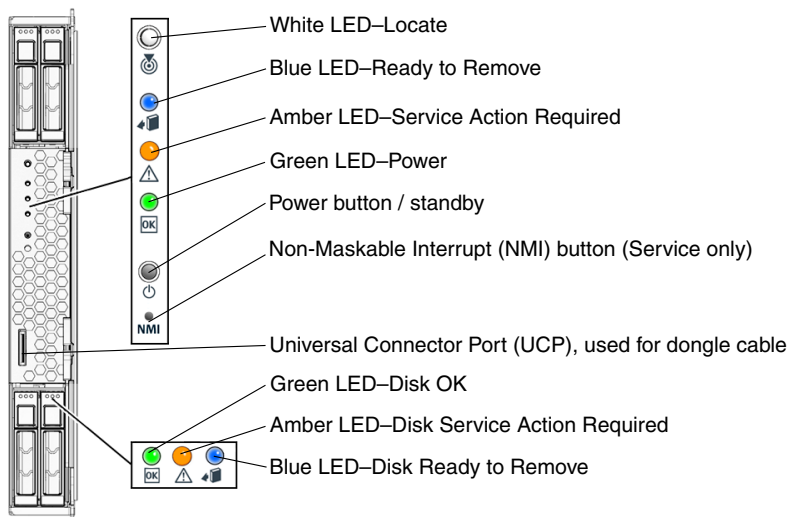 White LED–Locate
Blue LED–Ready to Remove
Amber LED–Service Action Required
Green LED–Power
OK
Power button / standby
Non-Maskable Interrupt (NMI) button (Service only)
NMI
Universal Connector Port (UCP), used for dongle cable
Green LED–Disk OK
Amber LED–Disk Service Action Required
Blue LED–Disk Ready to Remove
OK